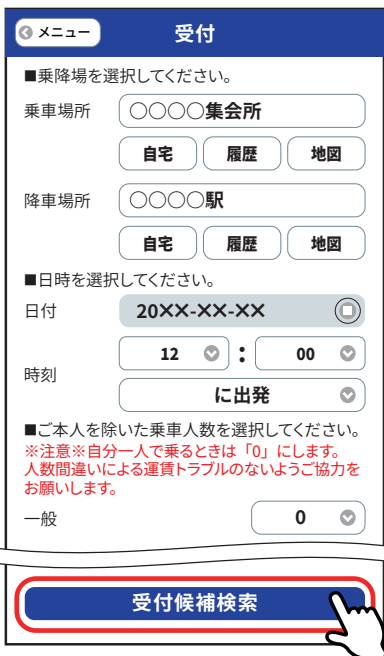 メニュー
受付
■乗降場を選択してください。
乗車場所
○○○○集会所
自宅 履歴 地図
降車場所
○○○○駅
自宅 履歴 地図
■日時を選択してください。
日付
20XX-XX-XX
時刻
12 : 00
に出発
■ご本人を除いた乗車人数を選択してください。
※注意※自分一人で乗るときは「0」にします。
人数間違いによる運賃トラブルのないようご協力を
お願いします。
一般
0
受付候補検索